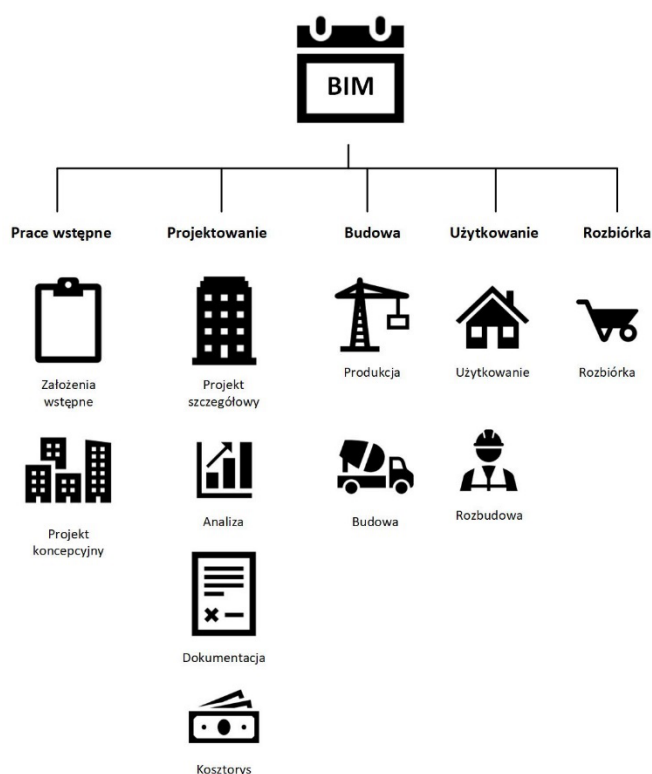 BIM
Prace wstępne
Projektowanie
Budowa
Użytkowanie
Rozbiórka
Założenia
wstępne
Projekt
szczegółowy
Produkcja
Użytkowanie
Rozbiórka
Projekt
koncepcyjny
Analiza
Budowa
Rozbudowa
Dokumentacja
Kosztorys